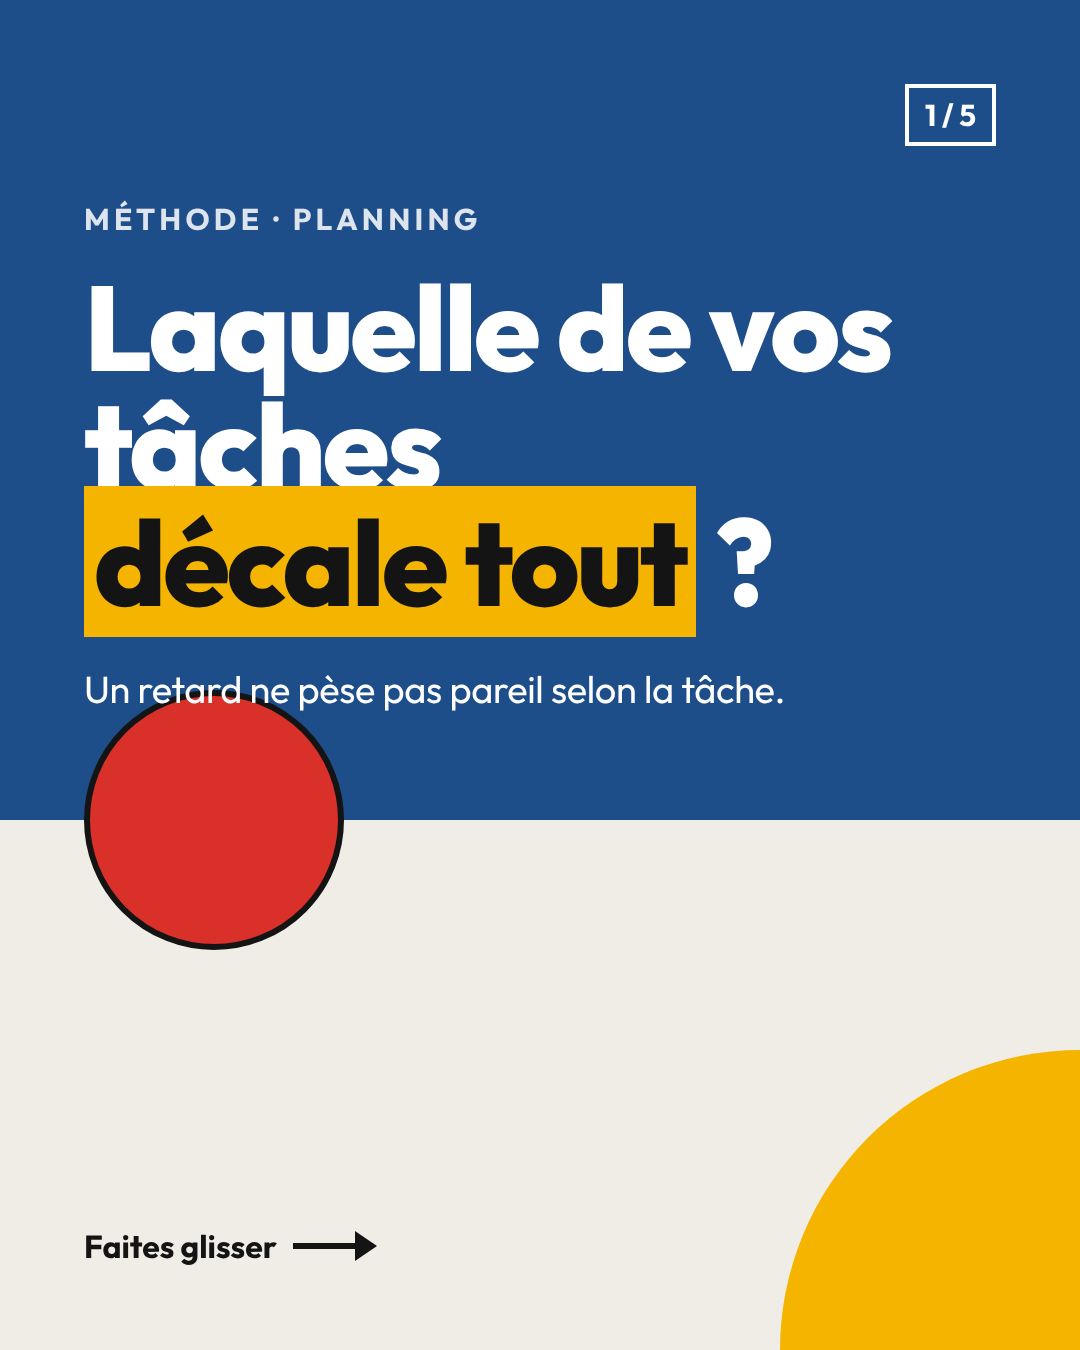 1 / 5
MÉTHODE · PLANNING
Laquelle de vos
tâches
décale tout ?
Un retard ne pèse pas pareil selon la tâche.
Faites glisser